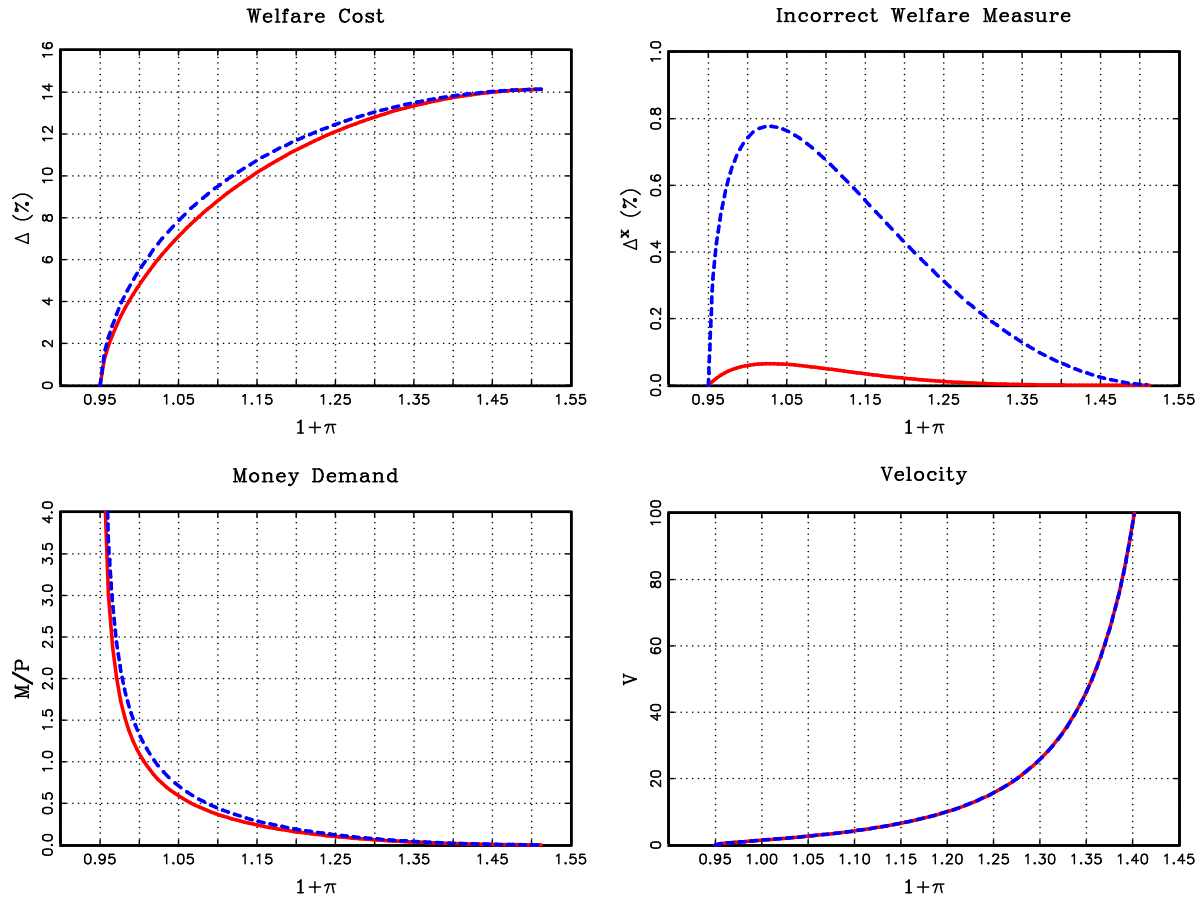 Welfare Cost
Δ (%)
16
14
12
10
8
6
4
2
0
0.95 1.05 1.15 1.25 1.35 1.45 1.55
1+π
Incorrect Welfare Measure
Δˣ (%)
1.0
0.8
0.6
0.4
0.2
0.0
0.95 1.05 1.15 1.25 1.35 1.45 1.55
1+π
Money Demand
M/P
4.0
3.5
3.0
2.5
2.0
1.5
1.0
0.5
0.0
0.95 1.05 1.15 1.25 1.35 1.45 1.55
1+π
Velocity
V
100
80
60
40
20
0
0.95 1.00 1.05 1.10 1.15 1.20 1.25 1.30 1.35 1.40 1.45
1+π